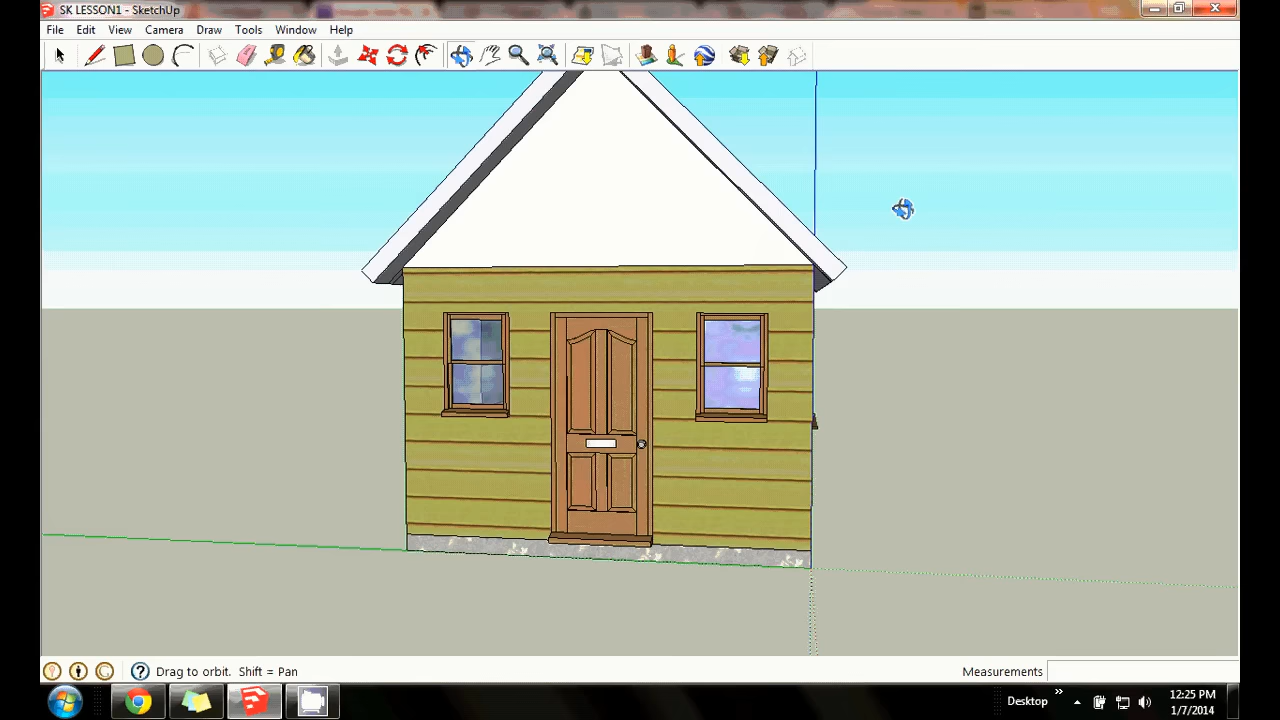 SK LESSON1 - SketchUp
File Edit View Camera Draw Tools Window Help
Drag to orbit. Shift = Pan
Measurements
Desktop
12:25 PM
1/7/2014